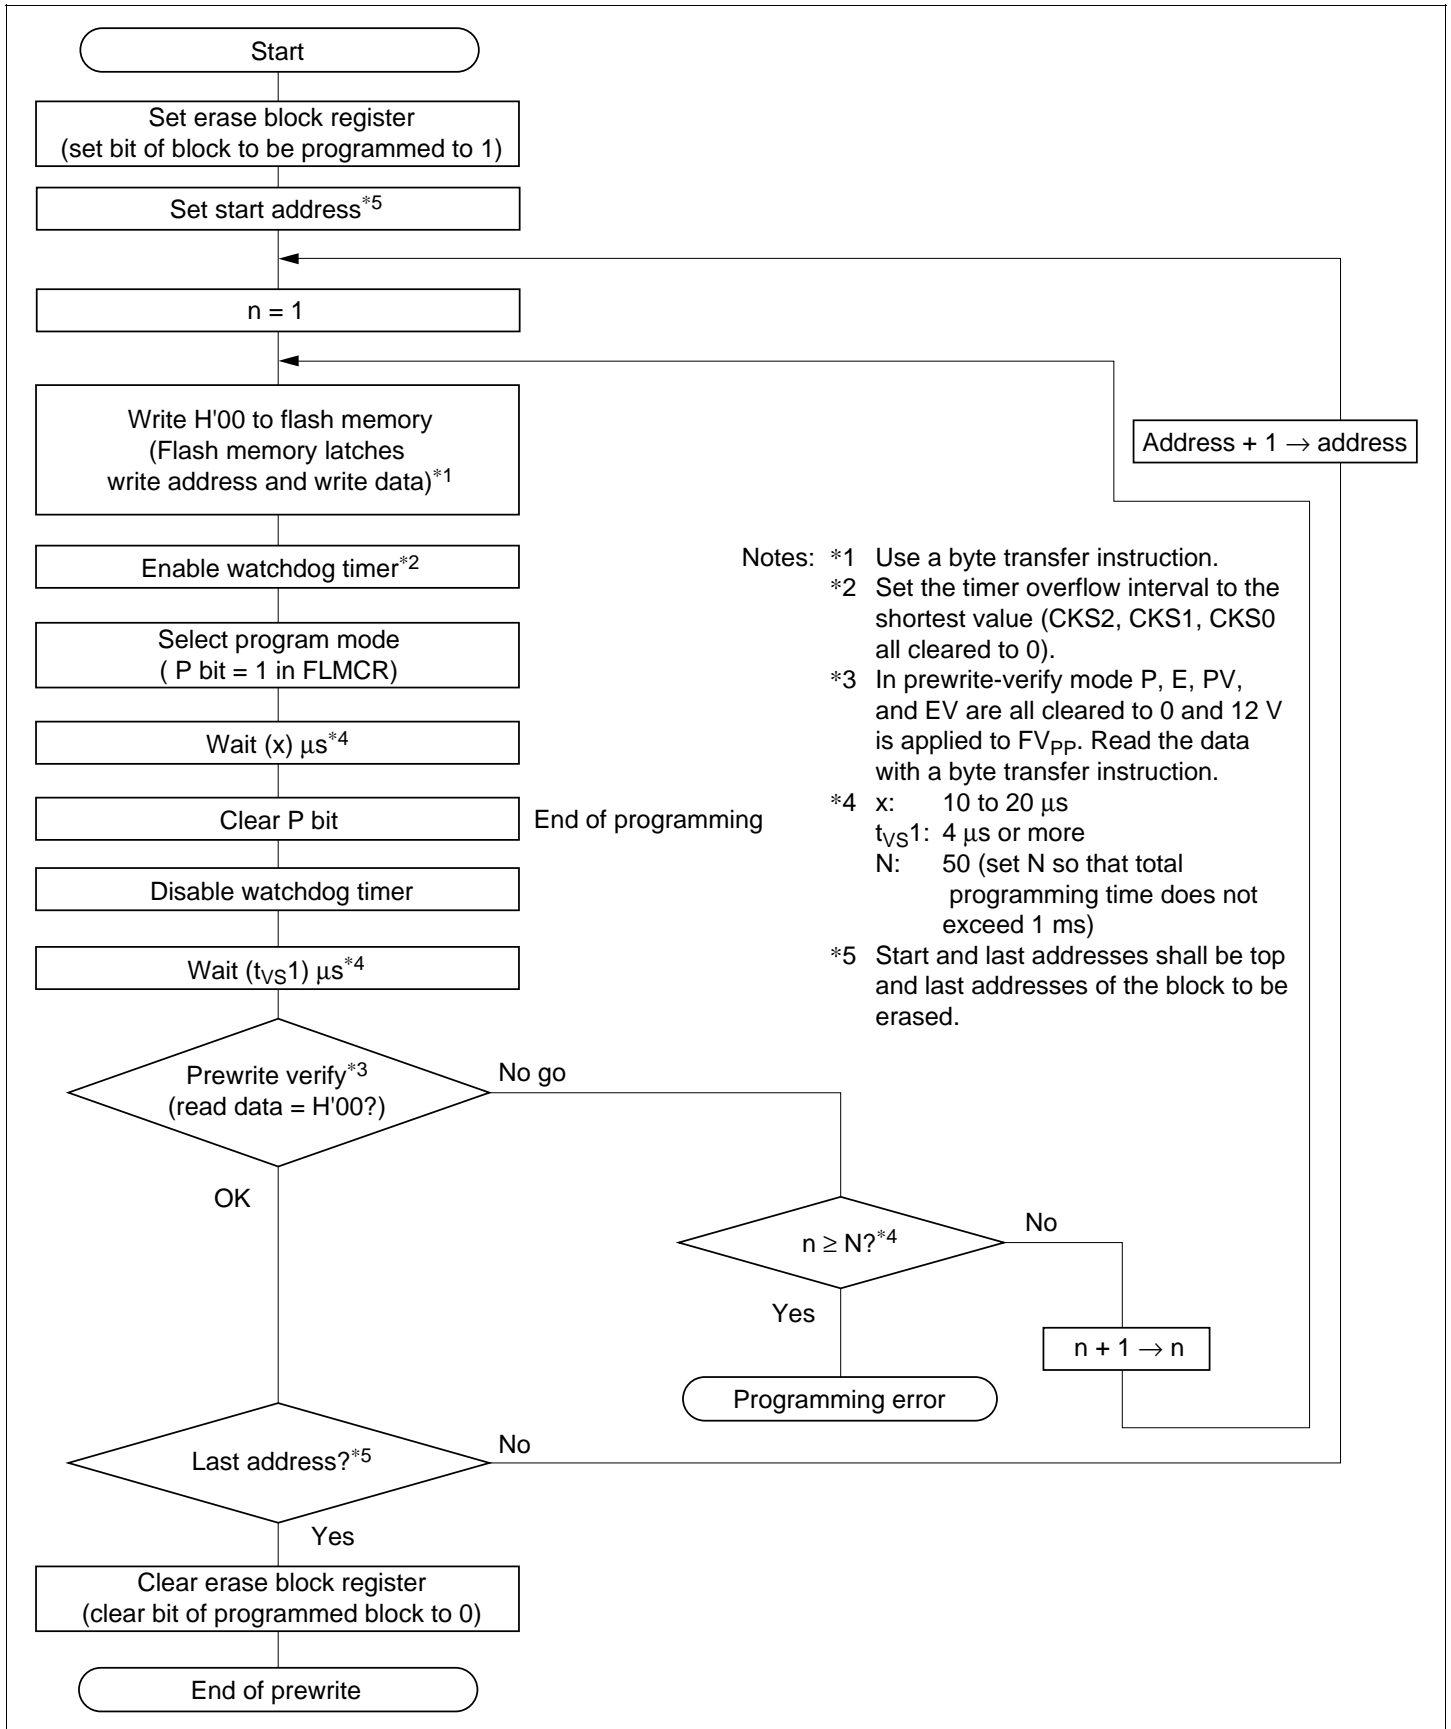 Start
Set erase block register
(set bit of block to be programmed to 1)
Set start address*5
n = 1
Write H'00 to flash memory
(Flash memory latches
write address and write data)*1
Address + 1 → address
Enable watchdog timer*2
Select program mode
( P bit = 1 in FLMCR)
Wait (x) μs*4
Clear P bit
End of programming
Disable watchdog timer
Wait (tVS1) μs*4
Notes: *1 Use a byte transfer instruction.
*2 Set the timer overflow interval to the
shortest value (CKS2, CKS1, CKS0
all cleared to 0).
*3 In prewrite-verify mode P, E, PV,
and EV are all cleared to 0 and 12 V
is applied to FVPP. Read the data
with a byte transfer instruction.
*4 x: 10 to 20 μs
tVS1: 4 μs or more
N: 50 (set N so that total
programming time does not
exceed 1 ms)
*5 Start and last addresses shall be top
and last addresses of the block to be
erased.
Prewrite verify*3
(read data = H'00?)
No go
OK
n ≥ N?*4
No
Yes
n + 1 → n
Programming error
Last address?*5
No
Yes
Clear erase block register
(clear bit of programmed block to 0)
End of prewrite